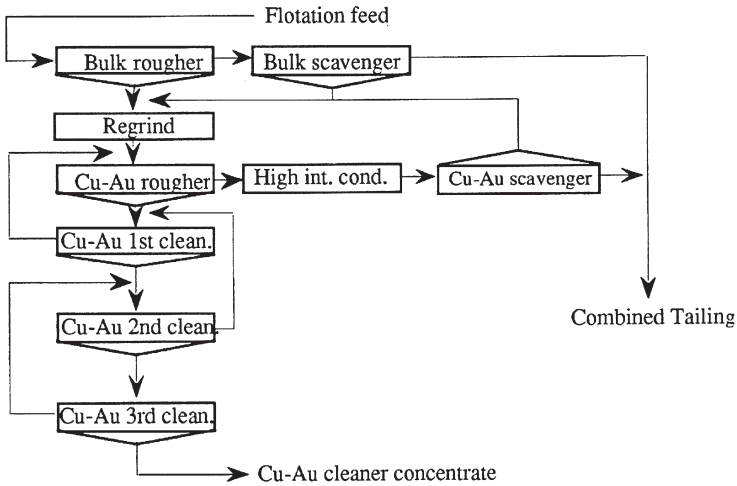 Flotation feed
Bulk rougher
Bulk scavenger
Regrind
Cu-Au rougher
High int. cond.
Cu-Au scavenger
Cu-Au 1st clean.
Cu-Au 2nd clean.
Combined Tailing
Cu-Au 3rd clean.
Cu-Au cleaner concentrate